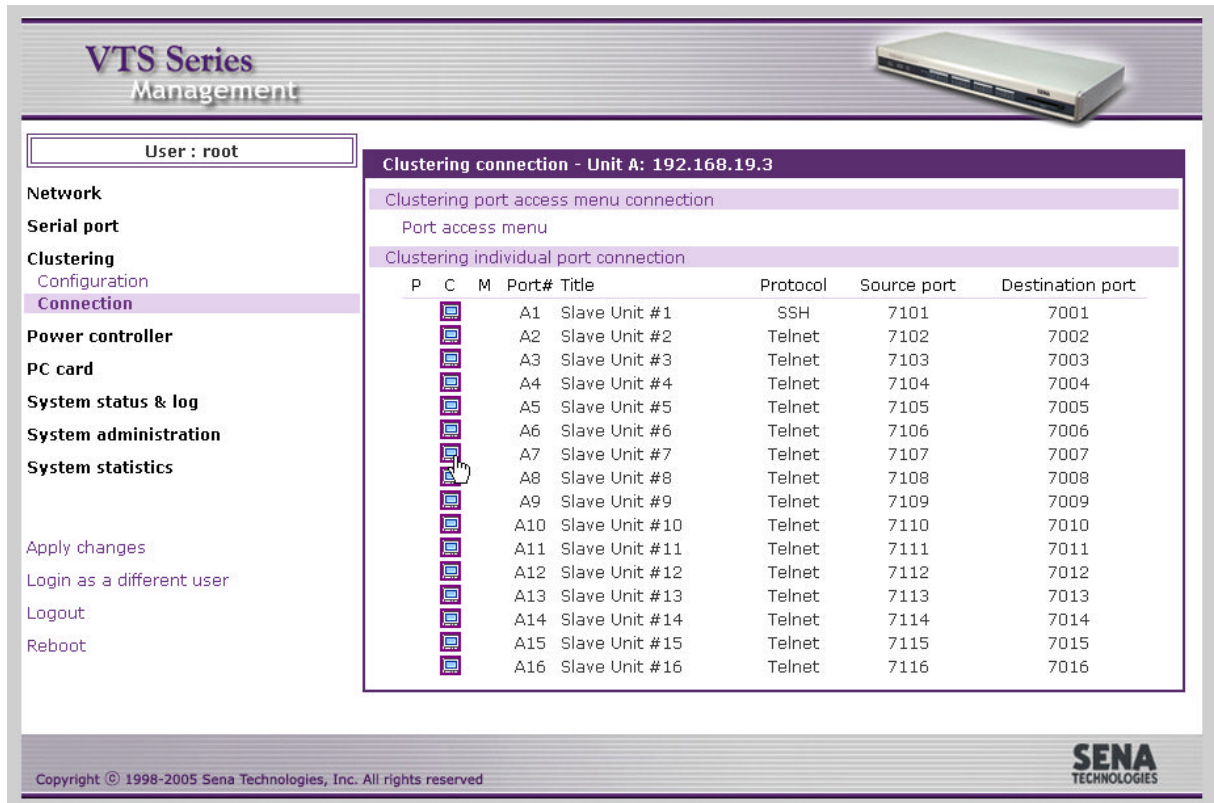 VTS Series
Management
User : root
Network
Serial port
Clustering
Configuration
Connection
Power controller
PC card
System status & log
System administration
System statistics
Apply changes
Login as a different user
Logout
Reboot
Clustering connection - Unit A: 192.168.19.3
Clustering port access menu connection
Port access menu
Clustering individual port connection
P C M Port# Title Protocol Source port Destination port
A1 Slave Unit #1 SSH 7101 7001
A2 Slave Unit #2 Telnet 7102 7002
A3 Slave Unit #3 Telnet 7103 7003
A4 Slave Unit #4 Telnet 7104 7004
A5 Slave Unit #5 Telnet 7105 7005
A6 Slave Unit #6 Telnet 7106 7006
A7 Slave Unit #7 Telnet 7107 7007
A8 Slave Unit #8 Telnet 7108 7008
A9 Slave Unit #9 Telnet 7109 7009
A10 Slave Unit #10 Telnet 7110 7010
A11 Slave Unit #11 Telnet 7111 7011
A12 Slave Unit #12 Telnet 7112 7012
A13 Slave Unit #13 Telnet 7113 7013
A14 Slave Unit #14 Telnet 7114 7014
A15 Slave Unit #15 Telnet 7115 7015
A16 Slave Unit #16 Telnet 7116 7016
Copyright © 1998-2005 Sena Technologies, Inc. All rights reserved
SENA
TECHNOLOGIES